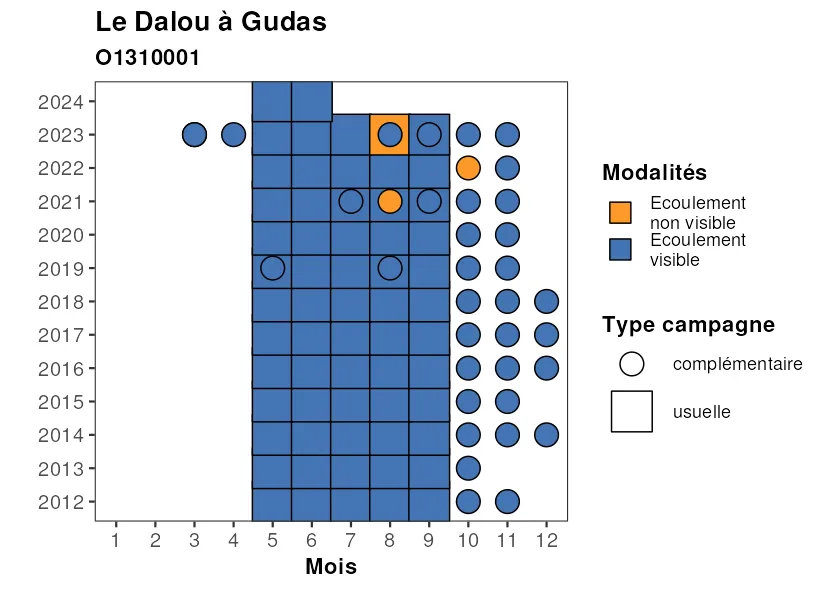 Le Dalou à Gudas
O1310001
2024
2023
2022
2021
2020
2019
2018
2017
2016
2015
2014
2013
2012
1 2 3 4 5 6 7 8 9 10 11 12
Mois
Modalités
Ecoulement
non visible
Ecoulement
visible
Type campagne
complémentaire
usuelle